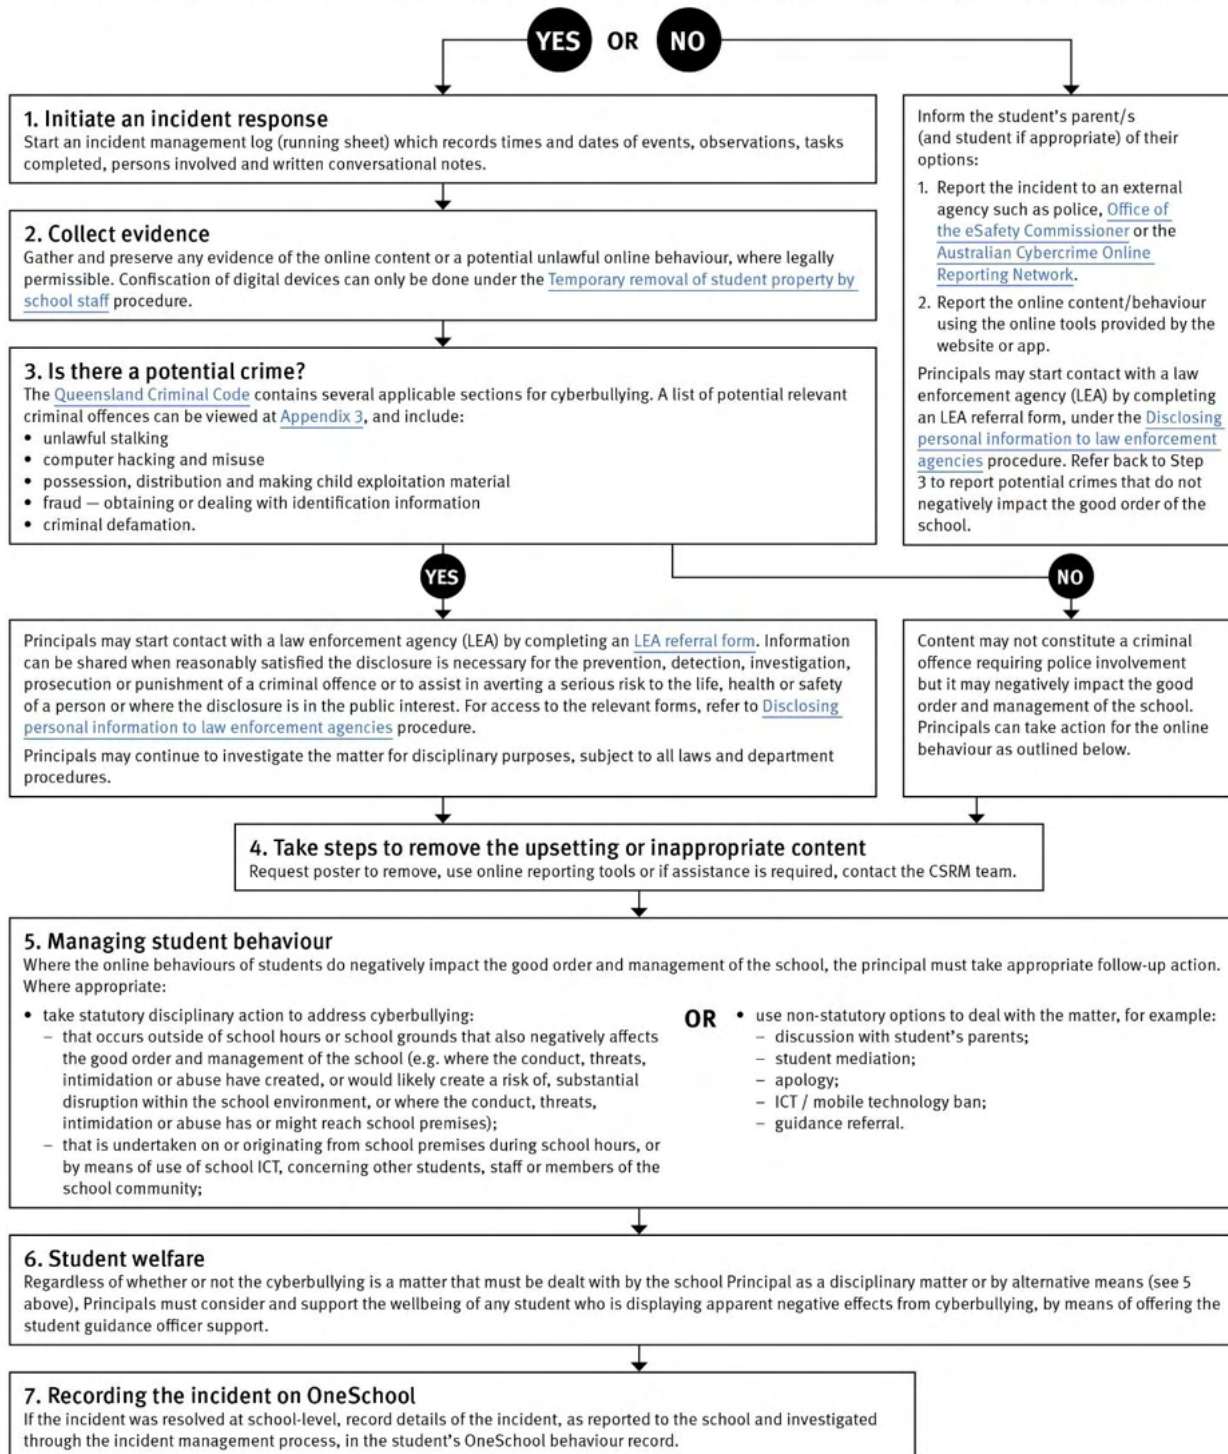 YES OR NO
1. Initiate an incident response
Start an incident management log (running sheet) which records times and dates of events, observations, tasks
completed, persons involved and written conversational notes.
2. Collect evidence
Gather and preserve any evidence of the online content or a potential unlawful online behaviour, where legally
permissible. Confiscation of digital devices can only be done under the Temporary removal of student property by
school staff procedure.
3. Is there a potential crime?
The Queensland Criminal Code contains several applicable sections for cyberbullying. A list of potential relevant
criminal offences can be viewed at Appendix 3, and include:
• unlawful stalking
• computer hacking and misuse
• possession, distribution and making child exploitation material
• fraud — obtaining or dealing with identification information
• criminal defamation.
Inform the student's parent/s
(and student if appropriate) of their
options:
1. Report the incident to an external
agency such as police, Office of
the eSafety Commissioner or the
Australian Cybercrime Online
Reporting Network.
2. Report the online content/behaviour
using the online tools provided by the
website or app.
Principals may start contact with a law
enforcement agency (LEA) by completing
an LEA referral form, under the Disclosing
personal information to law enforcement
agencies procedure. Refer back to Step
3 to report potential crimes that do not
negatively impact the good order of the
school.
YES
NO
Principals may start contact with a law enforcement agency (LEA) by completing an LEA referral form. Information
can be shared when reasonably satisfied the disclosure is necessary for the prevention, detection, investigation,
prosecution or punishment of a criminal offence or to assist in averting a serious risk to the life, health or safety
of a person or where the disclosure is in the public interest. For access to the relevant forms, refer to Disclosing
personal information to law enforcement agencies procedure.
Principals may continue to investigate the matter for disciplinary purposes, subject to all laws and department
procedures.
Content may not constitute a criminal
offence requiring police involvement
but it may negatively impact the good
order and management of the school.
Principals can take action for the online
behaviour as outlined below.
4. Take steps to remove the upsetting or inappropriate content
Request poster to remove, use online reporting tools or if assistance is required, contact the CSRM team.
5. Managing student behaviour
Where the online behaviours of students do negatively impact the good order and management of the school, the principal must take appropriate follow-up action.
Where appropriate:
• take statutory disciplinary action to address cyberbullying:
– that occurs outside of school hours or school grounds that also negatively affects
the good order and management of the school (e.g. where the conduct, threats,
intimidation or abuse have created, or would likely create a risk of, substantial
disruption within the school environment, or where the conduct, threats,
intimidation or abuse has or might reach school premises);
– that is undertaken on or originating from school premises during school hours, or
by means of use of school ICT, concerning other students, staff or members of the
school community;
OR
• use non-statutory options to deal with the matter, for example:
– discussion with student's parents;
– student mediation;
– apology;
– ICT / mobile technology ban;
– guidance referral.
6. Student welfare
Regardless of whether or not the cyberbullying is a matter that must be dealt with by the school Principal as a disciplinary matter or by alternative means (see 5
above), Principals must consider and support the wellbeing of any student who is displaying apparent negative effects from cyberbullying, by means of offering the
student guidance officer support.
7. Recording the incident on OneSchool
If the incident was resolved at school-level, record details of the incident, as reported to the school and investigated
through the incident management process, in the student's OneSchool behaviour record.